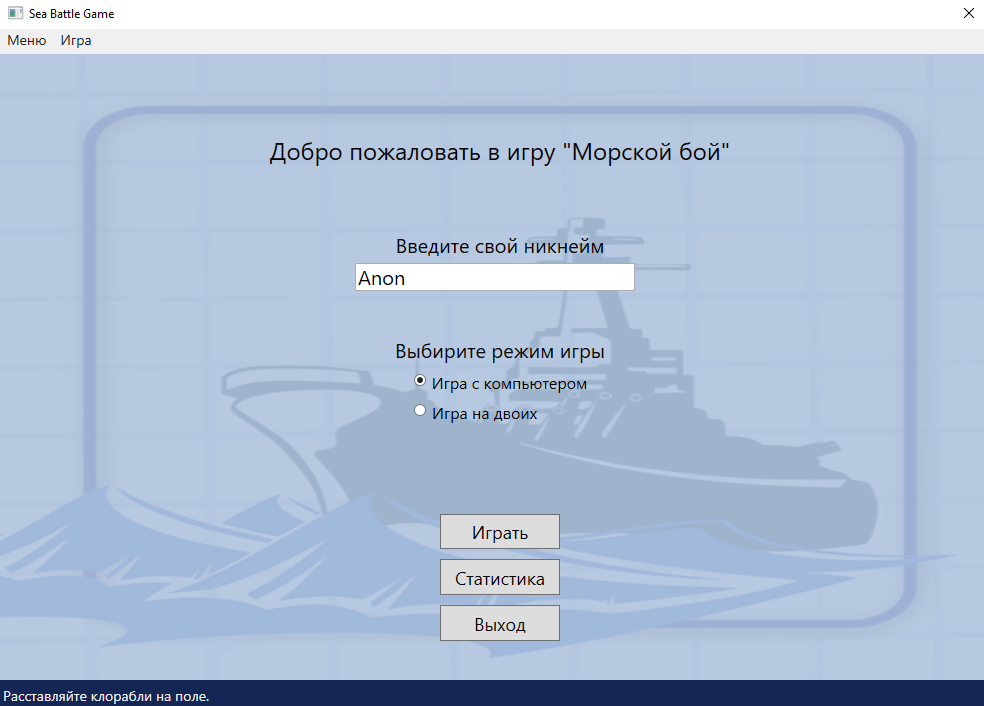 Sea Battle Game
Меню Игра
Добро пожаловать в игру "Морской бой"
Введите свой никнейм
Anon
Выбирите режим игры
Игра с компьютером
Игра на двоих
Играть
Статистика
Выход
Расставляйте клорабли на поле.